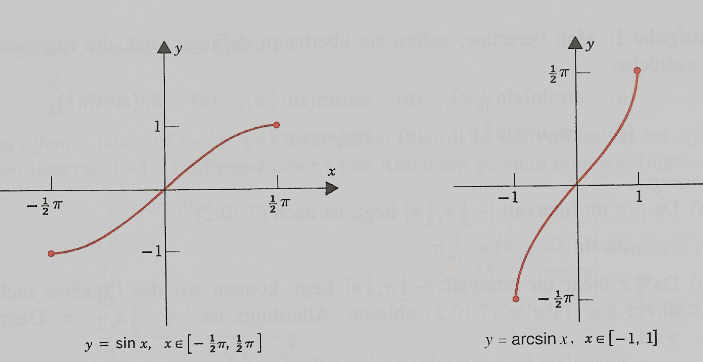 y
1
x
-½π
½π
-1
y = sin x, x∈[-½π, ½π]
y
½π
-1
1
-½π
y = arcsin x, x∈[-1, 1]